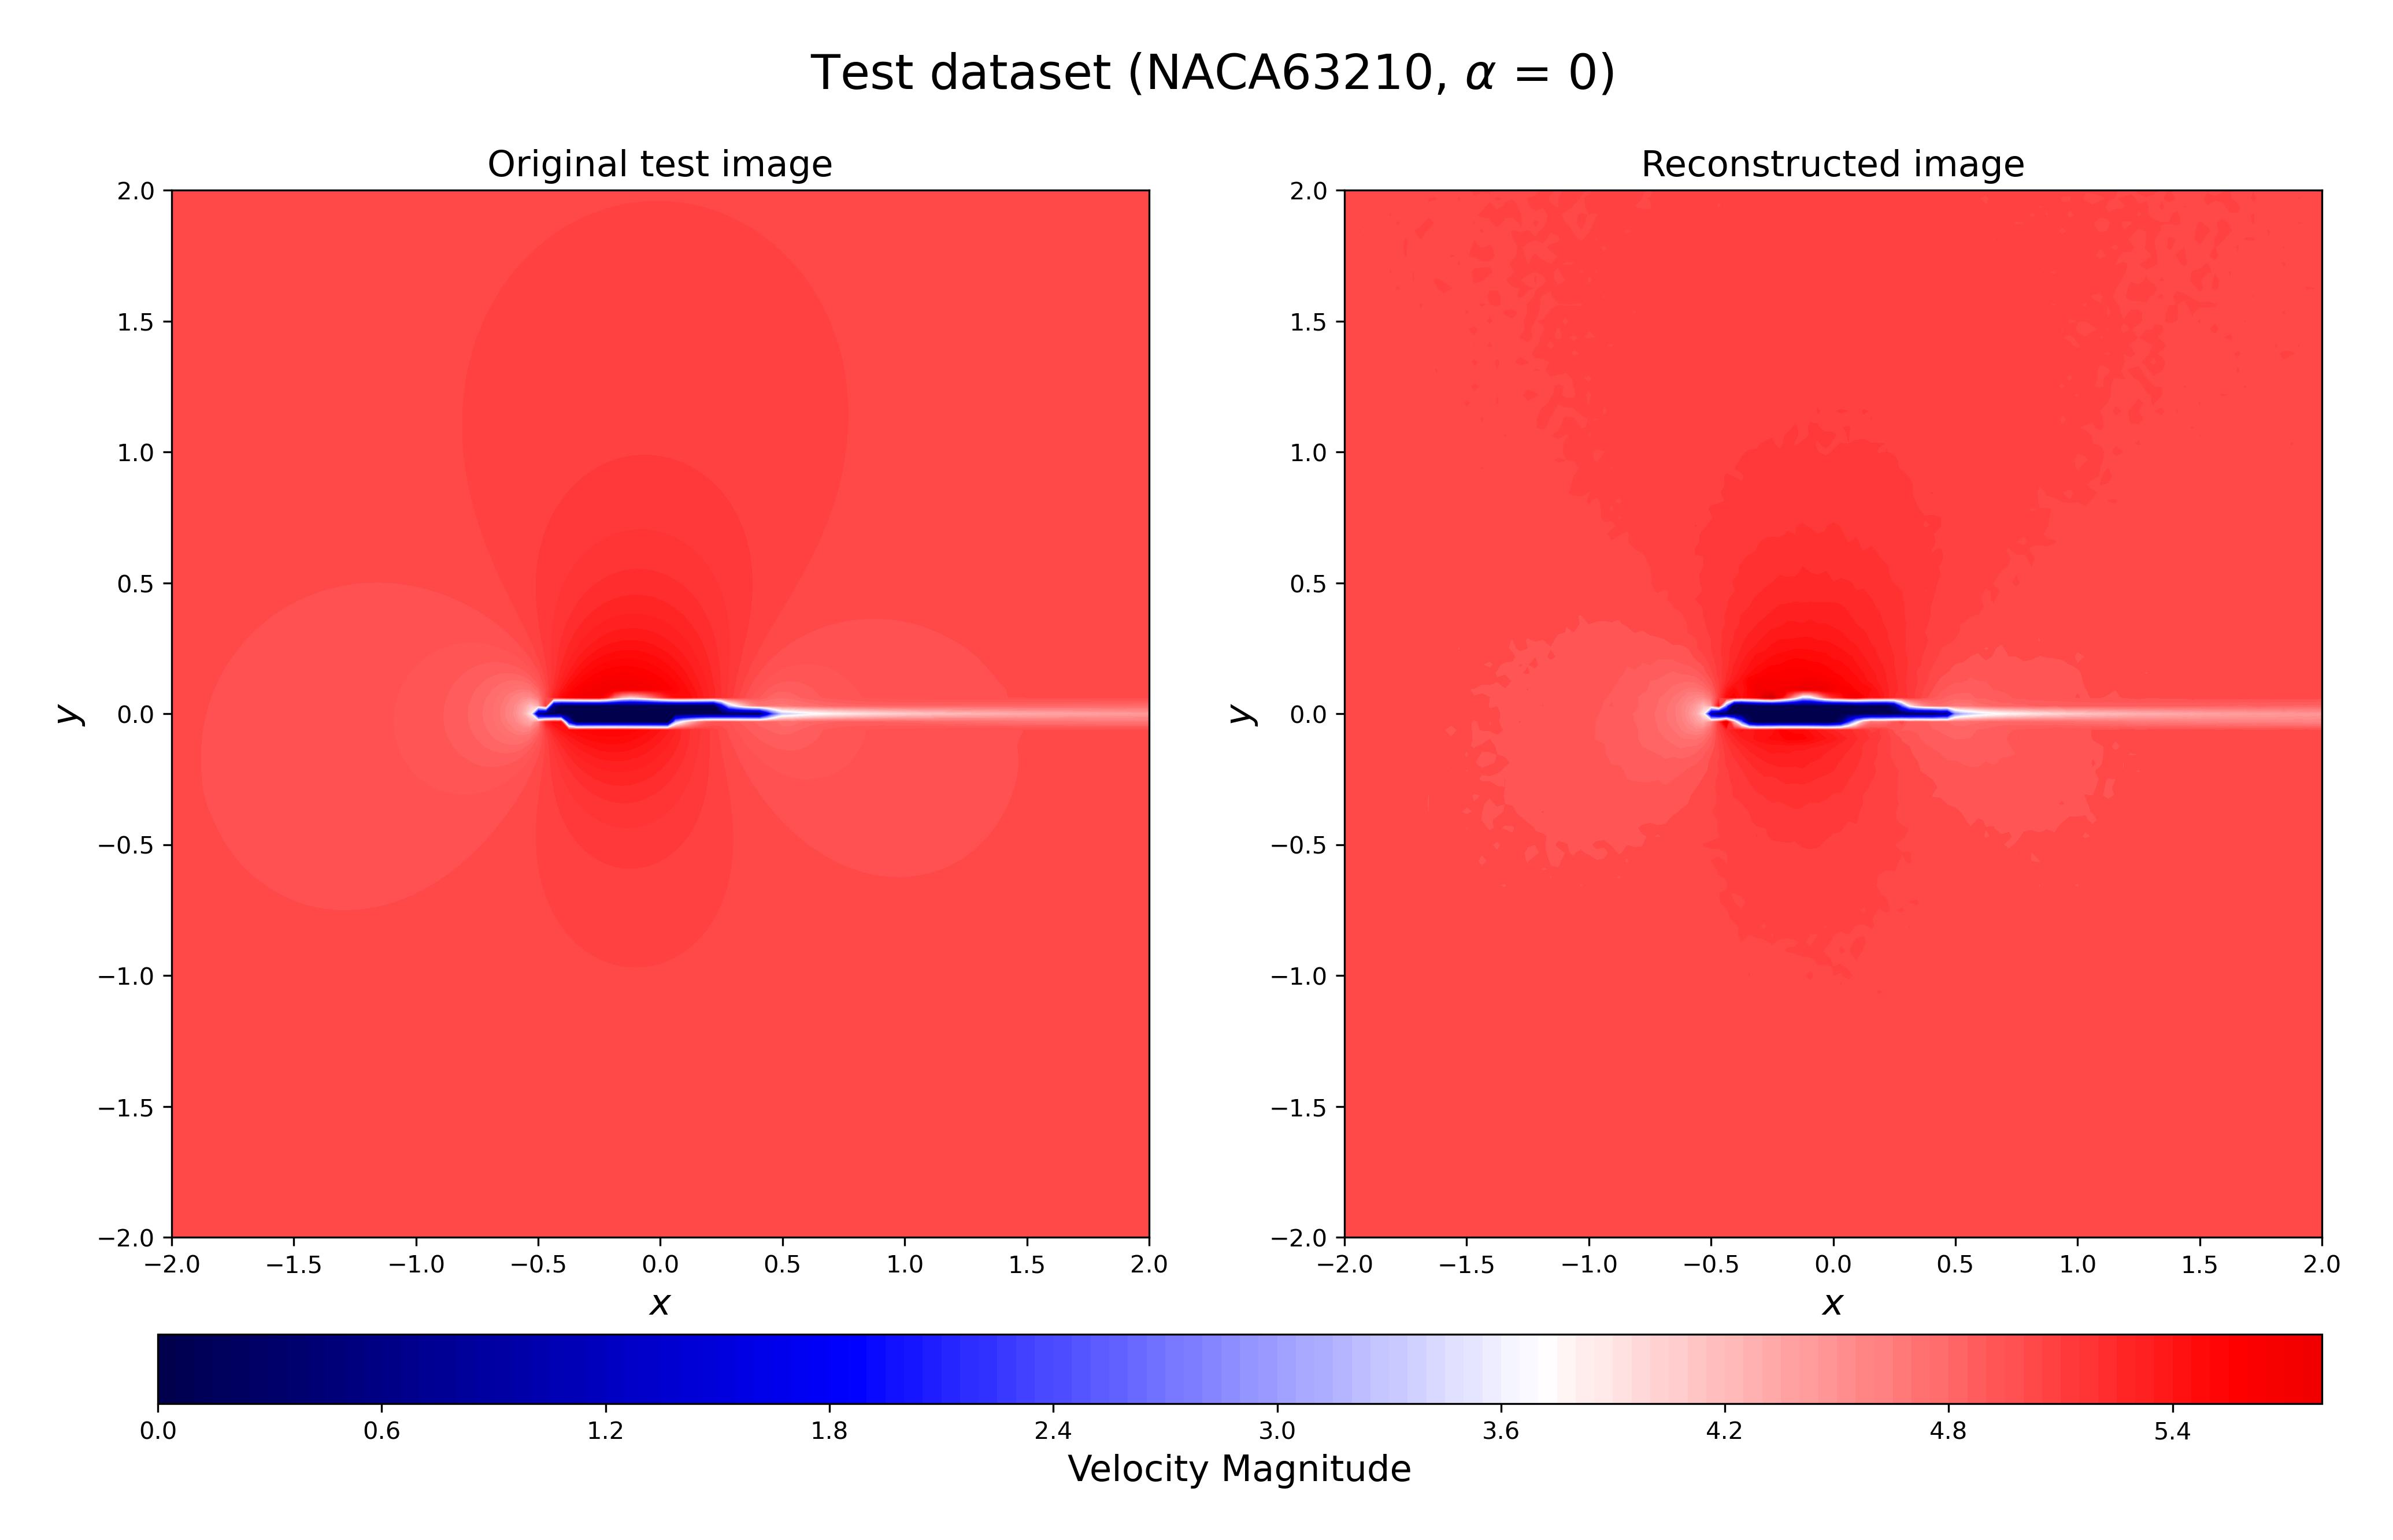 Test dataset (NACA63210, α = 0)
Original test image
Reconstructed image
2.0
1.5
1.0
0.5
0.0
−0.5
−1.0
−1.5
−2.0
y
−2.0 −1.5 −1.0 −0.5 0.0 0.5 1.0 1.5 2.0
x
2.0
1.5
1.0
0.5
0.0
−0.5
−1.0
−1.5
−2.0
y
−2.0 −1.5 −1.0 −0.5 0.0 0.5 1.0 1.5 2.0
x
0.0 0.6 1.2 1.8 2.4 3.0 3.6 4.2 4.8 5.4
Velocity Magnitude